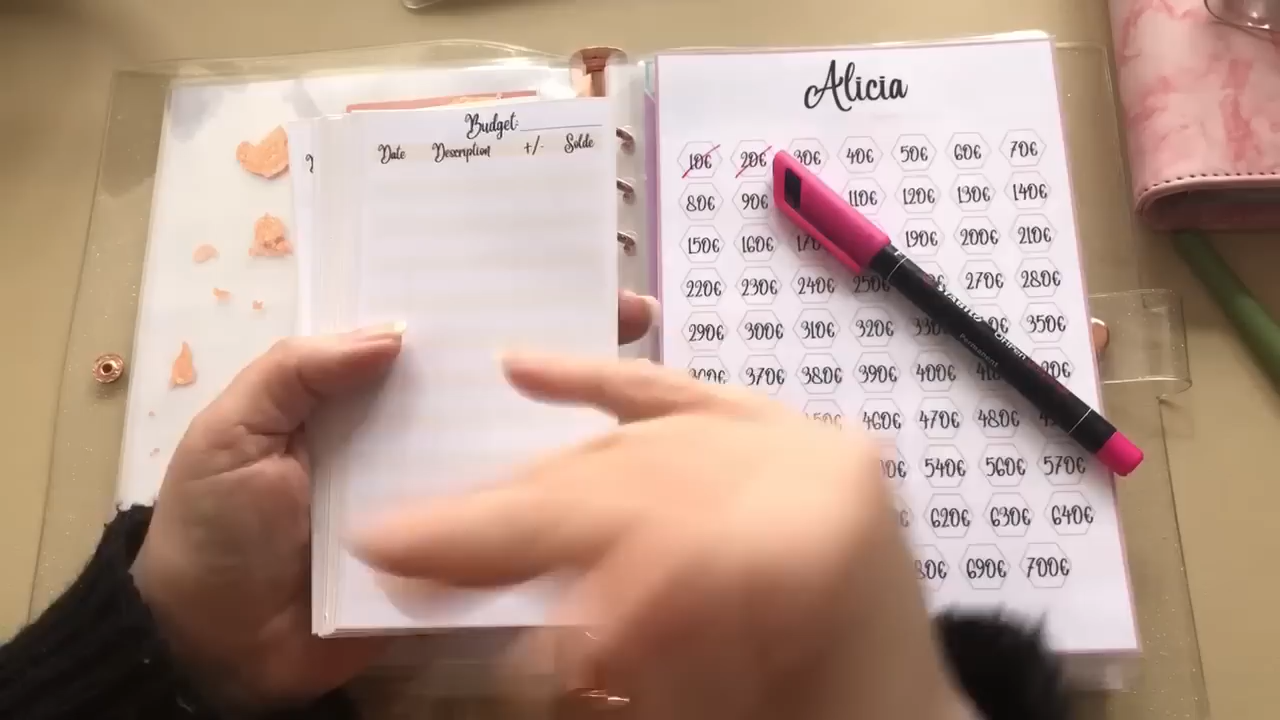 Budget:
Date Description +/- Solde
Alicia
10€ 20€ 30€ 40€ 50€ 60€ 70€
80€ 90€ 110€ 120€ 130€ 140€
150€ 160€ 190€ 200€ 210€
220€ 230€ 240€ 250€ 270€ 280€
290€ 300€ 310€ 320€ 350€
370€ 380€ 390€ 400€
460€ 470€ 480€
540€ 560€ 570€
620€ 630€ 640€
690€ 700€
Permanent